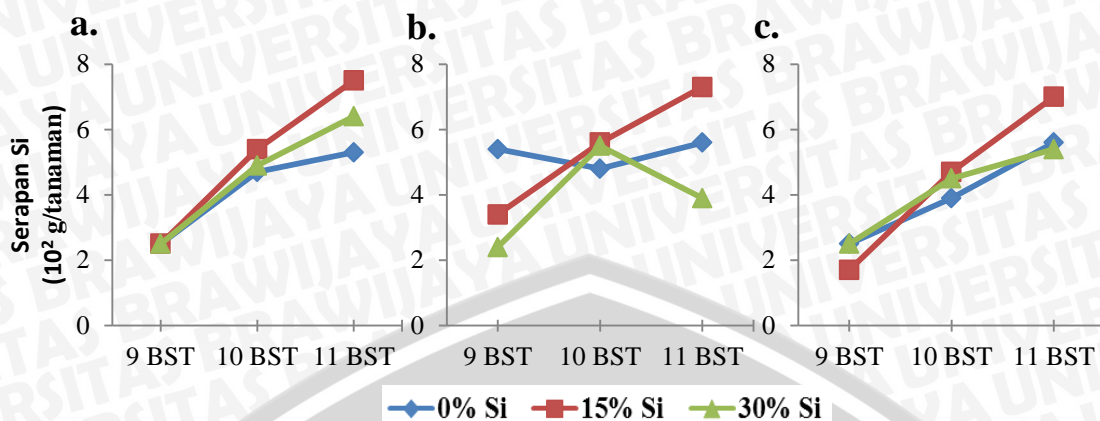 a. b. c.
Serapan Si
(10² g/tanaman)
8 8 8
6 6 6
4 4 4
2 2 2
0 0 0
9 BST 10 BST 11 BST 9 BST 10 BST 11 BST 9 BST 10 BST 11 BST
0% Si 15% Si 30% Si